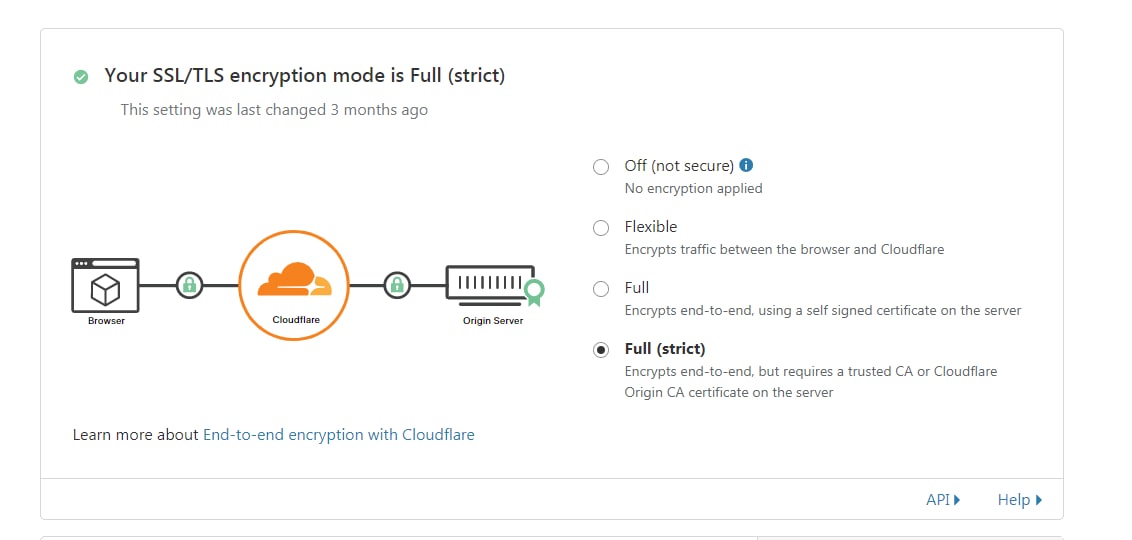 Your SSL/TLS encryption mode is Full (strict)
This setting was last changed 3 months ago
Browser
Cloudflare
Origin Server
Off (not secure)
No encryption applied
Flexible
Encrypts traffic between the browser and Cloudflare
Full
Encrypts end-to-end, using a self signed certificate on the server
Full (strict)
Encrypts end-to-end, but requires a trusted CA or Cloudflare
Origin CA certificate on the server
Learn more about End-to-end encryption with Cloudflare
API
Help